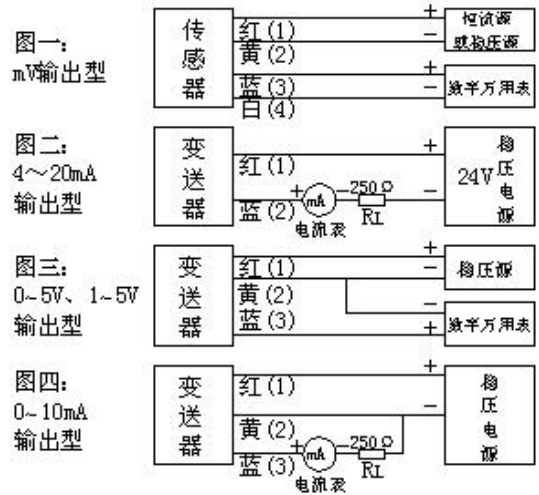 图一:
mV输出型
传感器
红(1)
黄(2)
蓝(3)
白(4)
+
−
+
−
恒流源
或稳压源
数字万用表
图二:
4～20mA
输出型
变送器
红(1)
蓝(2)
+
mA
−
250Ω
RL
电流表
+
−
24V
稳压电源
图三:
0~5V、1~5V
输出型
变送器
红(1)
黄(2)
蓝(3)
+
−
−
+
稳压源
数字万用表
图四:
0~10mA
输出型
变送器
红(1)
黄(2)
蓝(3)
+
mA
−
250Ω
RL
电流表
+
−
稳压电源